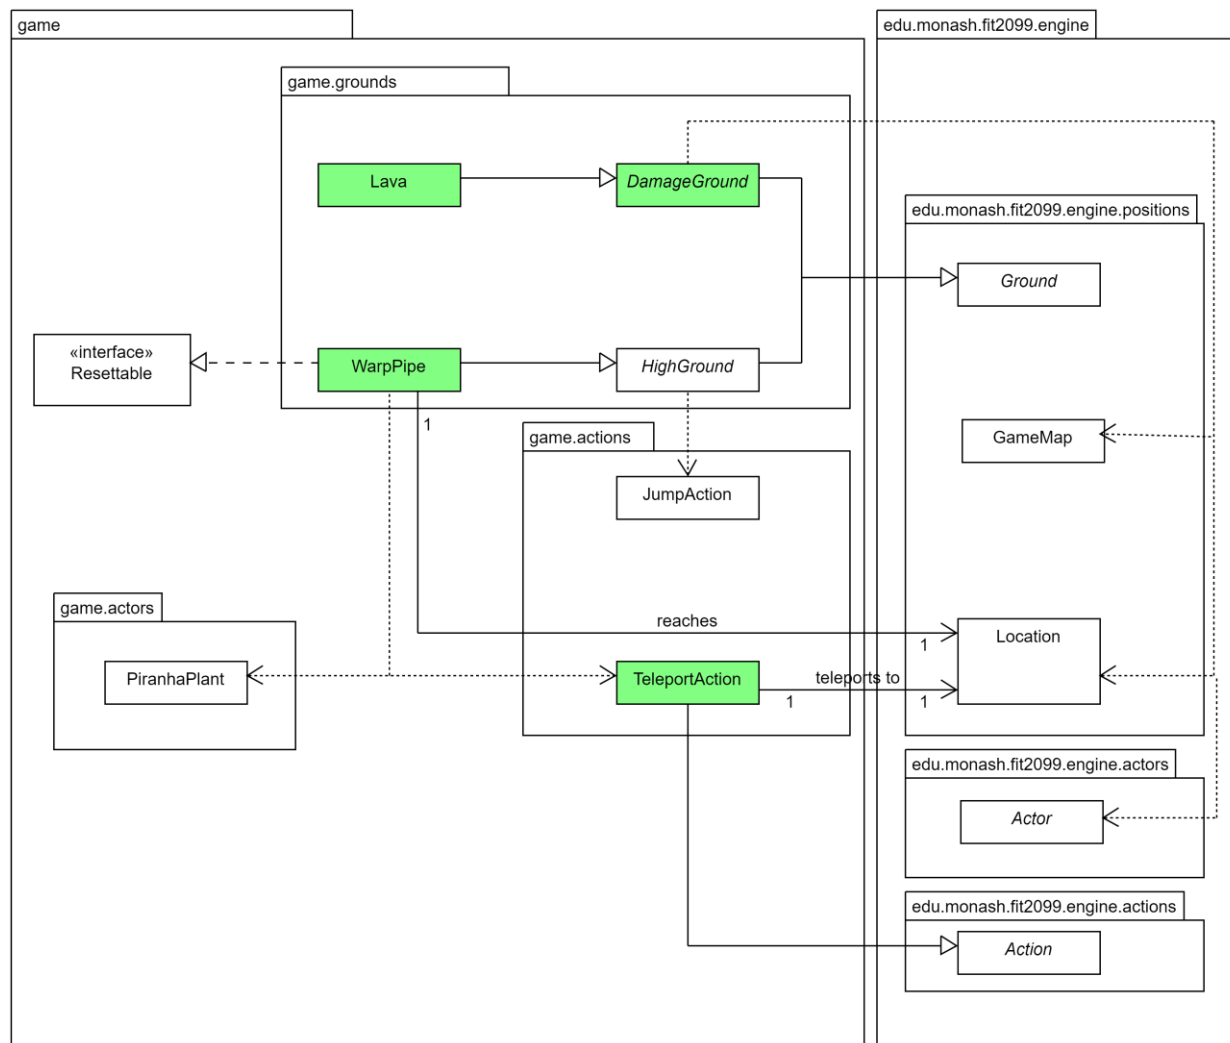 game
edu.monash.fit2099.engine
game.grounds
Lava
DamageGround
edu.monash.fit2099.engine.positions
Ground
«interface»
Resettable
WarpPipe
HighGround
1
game.actions
GameMap
JumpAction
game.actors
reaches
Location
1
PiranhaPlant
TeleportAction
teleports to
1
1
edu.monash.fit2099.engine.actors
Actor
edu.monash.fit2099.engine.actions
Action